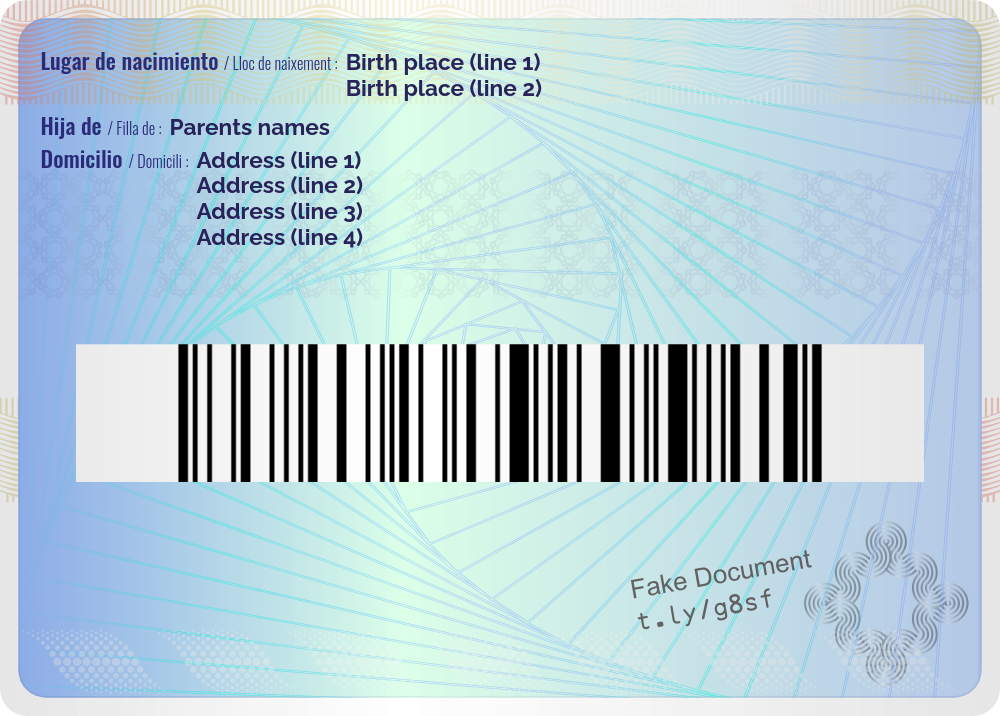 Lugar de nacimiento / Lloc de naixement : Birth place (line 1)
Birth place (line 2)
Hija de / Filla de : Parents names
Domicilio / Domicili : Address (line 1)
Address (line 2)
Address (line 3)
Address (line 4)
Fake Document
t.ly/g8sf